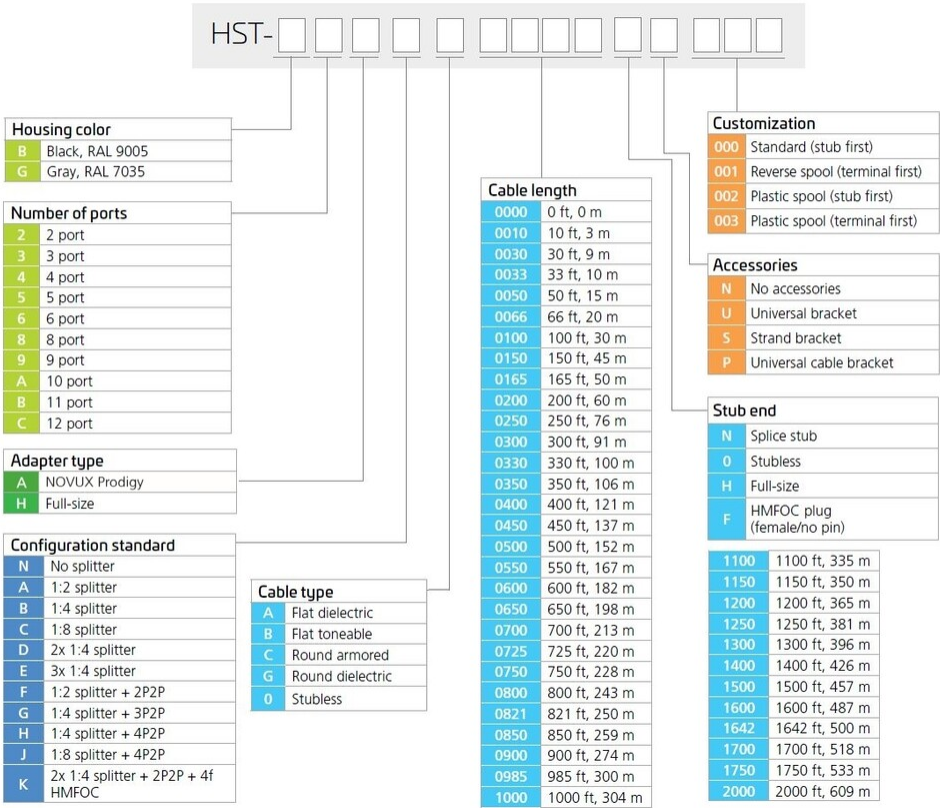 HST-
Housing color
B Black, RAL 9005
G Gray, RAL 7035
Number of ports
2 2 port
3 3 port
4 4 port
5 5 port
6 6 port
8 8 port
9 9 port
A 10 port
B 11 port
C 12 port
Adapter type
A NOVUX Prodigy
H Full-size
Configuration standard
N No splitter
A 1:2 splitter
B 1:4 splitter
C 1:8 splitter
D 2x 1:4 splitter
E 3x 1:4 splitter
F 1:2 splitter + 2P2P
G 1:4 splitter + 3P2P
H 1:4 splitter + 4P2P
J 1:8 splitter + 4P2P
K 2x 1:4 splitter + 2P2P + 4f
HMFOC
Cable type
A Flat dielectric
B Flat toneable
C Round armored
G Round dielectric
0 Stubless
Cable length
0000 0 ft, 0 m
0010 10 ft, 3 m
0030 30 ft, 9 m
0033 33 ft, 10 m
0050 50 ft, 15 m
0066 66 ft, 20 m
0100 100 ft, 30 m
0150 150 ft, 45 m
0165 165 ft, 50 m
0200 200 ft, 60 m
0250 250 ft, 76 m
0300 300 ft, 91 m
0330 330 ft, 100 m
0350 350 ft, 106 m
0400 400 ft, 121 m
0450 450 ft, 137 m
0500 500 ft, 152 m
0550 550 ft, 167 m
0600 600 ft, 182 m
0650 650 ft, 198 m
0700 700 ft, 213 m
0725 725 ft, 220 m
0750 750 ft, 228 m
0800 800 ft, 243 m
0821 821 ft, 250 m
0850 850 ft, 259 m
0900 900 ft, 274 m
0985 985 ft, 300 m
1000 1000 ft, 304 m
Customization
000 Standard (stub first)
001 Reverse spool (terminal first)
002 Plastic spool (stub first)
003 Plastic spool (terminal first)
Accessories
N No accessories
U Universal bracket
S Strand bracket
P Universal cable bracket
Stub end
N Splice stub
0 Stubless
H Full-size
F HMFOC plug
(female/no pin)
1100 1100 ft, 335 m
1150 1150 ft, 350 m
1200 1200 ft, 365 m
1250 1250 ft, 381 m
1300 1300 ft, 396 m
1400 1400 ft, 426 m
1500 1500 ft, 457 m
1600 1600 ft, 487 m
1642 1642 ft, 500 m
1700 1700 ft, 518 m
1750 1750 ft, 533 m
2000 2000 ft, 609 m